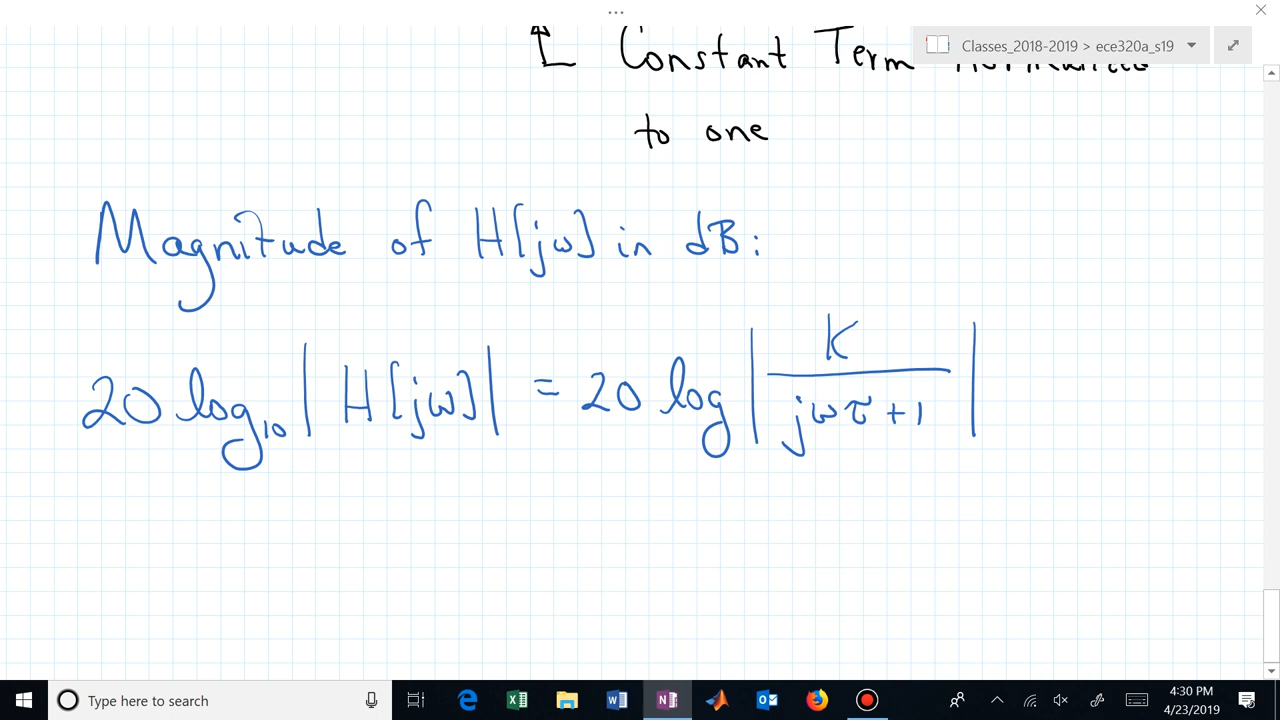 Classes_2018-2019 > ece320a_s19
Constant Term
to one
Magnitude of H[jω] in dB:
20 log₁₀ | H[jω] | = 20 log | K / (jωτ + 1) |
Type here to search
4:30 PM
4/23/2019